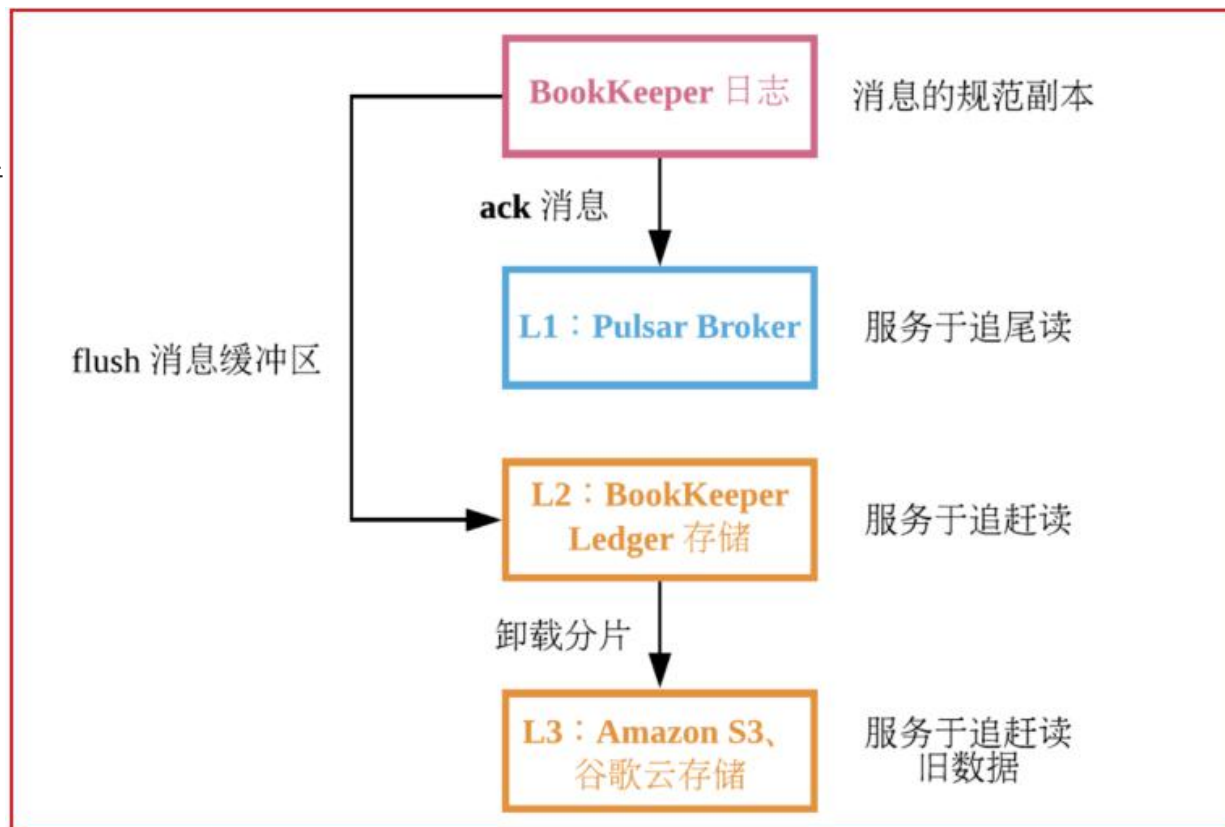 BookKeeper 日志
消息的规范副本
ack 消息
L1：Pulsar Broker
服务于追尾读
flush 消息缓冲区
L2：BookKeeper
Ledger 存储
服务于追赶读
卸载分片
L3：Amazon S3、
谷歌云存储
服务于追赶读
旧数据